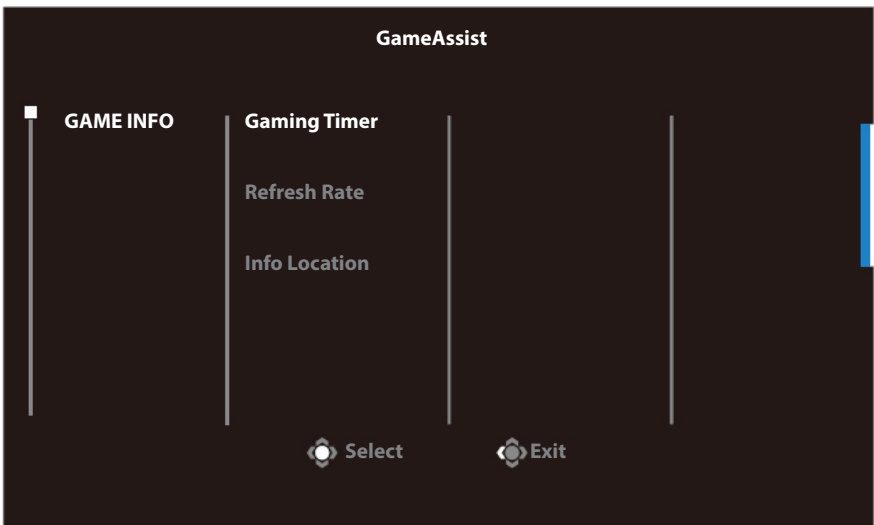 GameAssist
GAME INFO
Gaming Timer
Refresh Rate
Info Location
Select
Exit